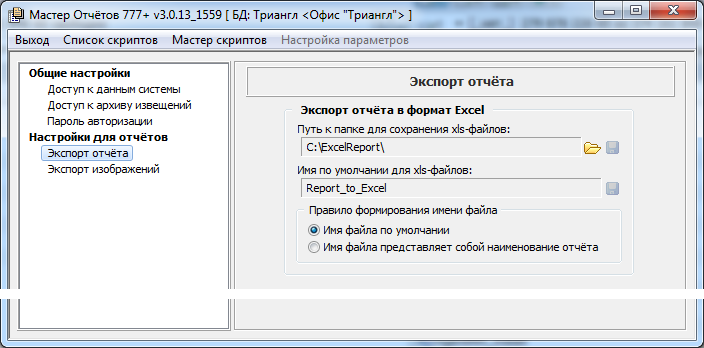 Мастер Отчётов 777+ v3.0.13_1559 [ БД: Триангл <Офис "Триангл"> ]
Выход Список скриптов Мастер скриптов Настройка параметров
Общие настройки
Доступ к данным системы
Доступ к архиву извещений
Пароль авторизации
Настройки для отчётов
Экспорт отчёта
Экспорт изображений
Экспорт отчёта
Экспорт отчёта в формат Excel
Путь к папке для сохранения xls-файлов:
C:\ExcelReport\
Имя по умолчании для xls-файлов:
Report_to_Excel
Правило формирования имени файла
Имя файла по умолчании
Имя файла представляет собой наименование отчёта